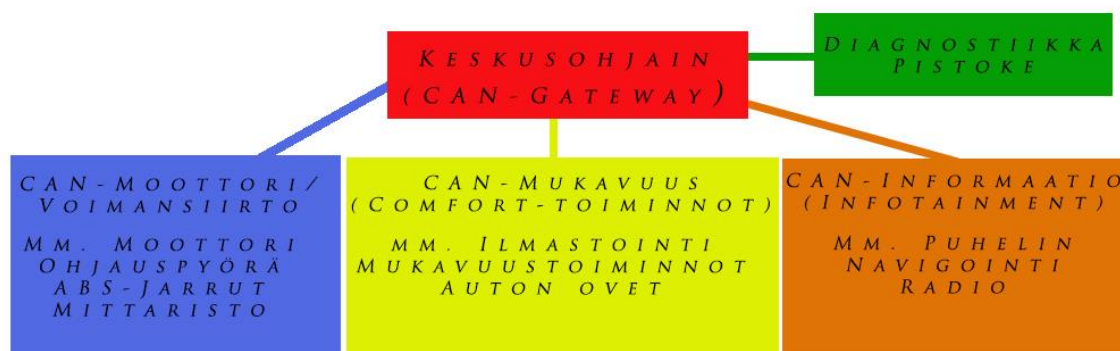 Keskusohjain
(CAN-Gateway)
Diagnostiikka
Pistoke
CAN-Moottori/
Voimansiirto
Mm. Moottori
Ohjauspyörä
ABS-Jarrut
Mittaristo
CAN-Mukavuus
(Comfort-toiminnot)
mm. Ilmastointi
Mukavuustoiminnot
Auton ovet
CAN-Informaatio
(Infotainment)
Mm. Puhelin
Navigointi
Radio